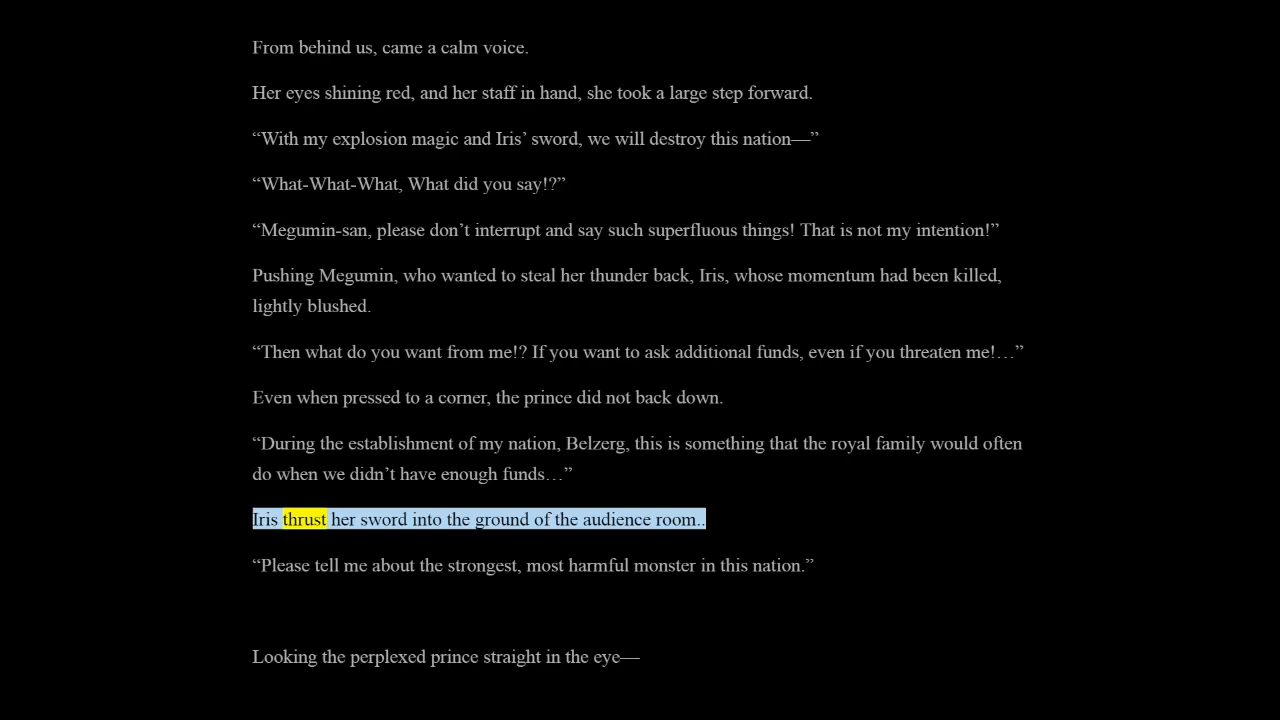 From behind us, came a calm voice.
Her eyes shining red, and her staff in hand, she took a large step forward.
“With my explosion magic and Iris’ sword, we will destroy this nation—”
“What-What-What, What did you say!?”
“Megumin-san, please don’t interrupt and say such superfluous things! That is not my intention!”
Pushing Megumin, who wanted to steal her thunder back, Iris, whose momentum had been killed,
lightly blushed.
“Then what do you want from me!? If you want to ask additional funds, even if you threaten me!…”
Even when pressed to a corner, the prince did not back down.
“During the establishment of my nation, Belzerg, this is something that the royal family would often
do when we didn’t have enough funds…”
Iris thrust her sword into the ground of the audience room..
“Please tell me about the strongest, most harmful monster in this nation.”
Looking the perplexed prince straight in the eye—